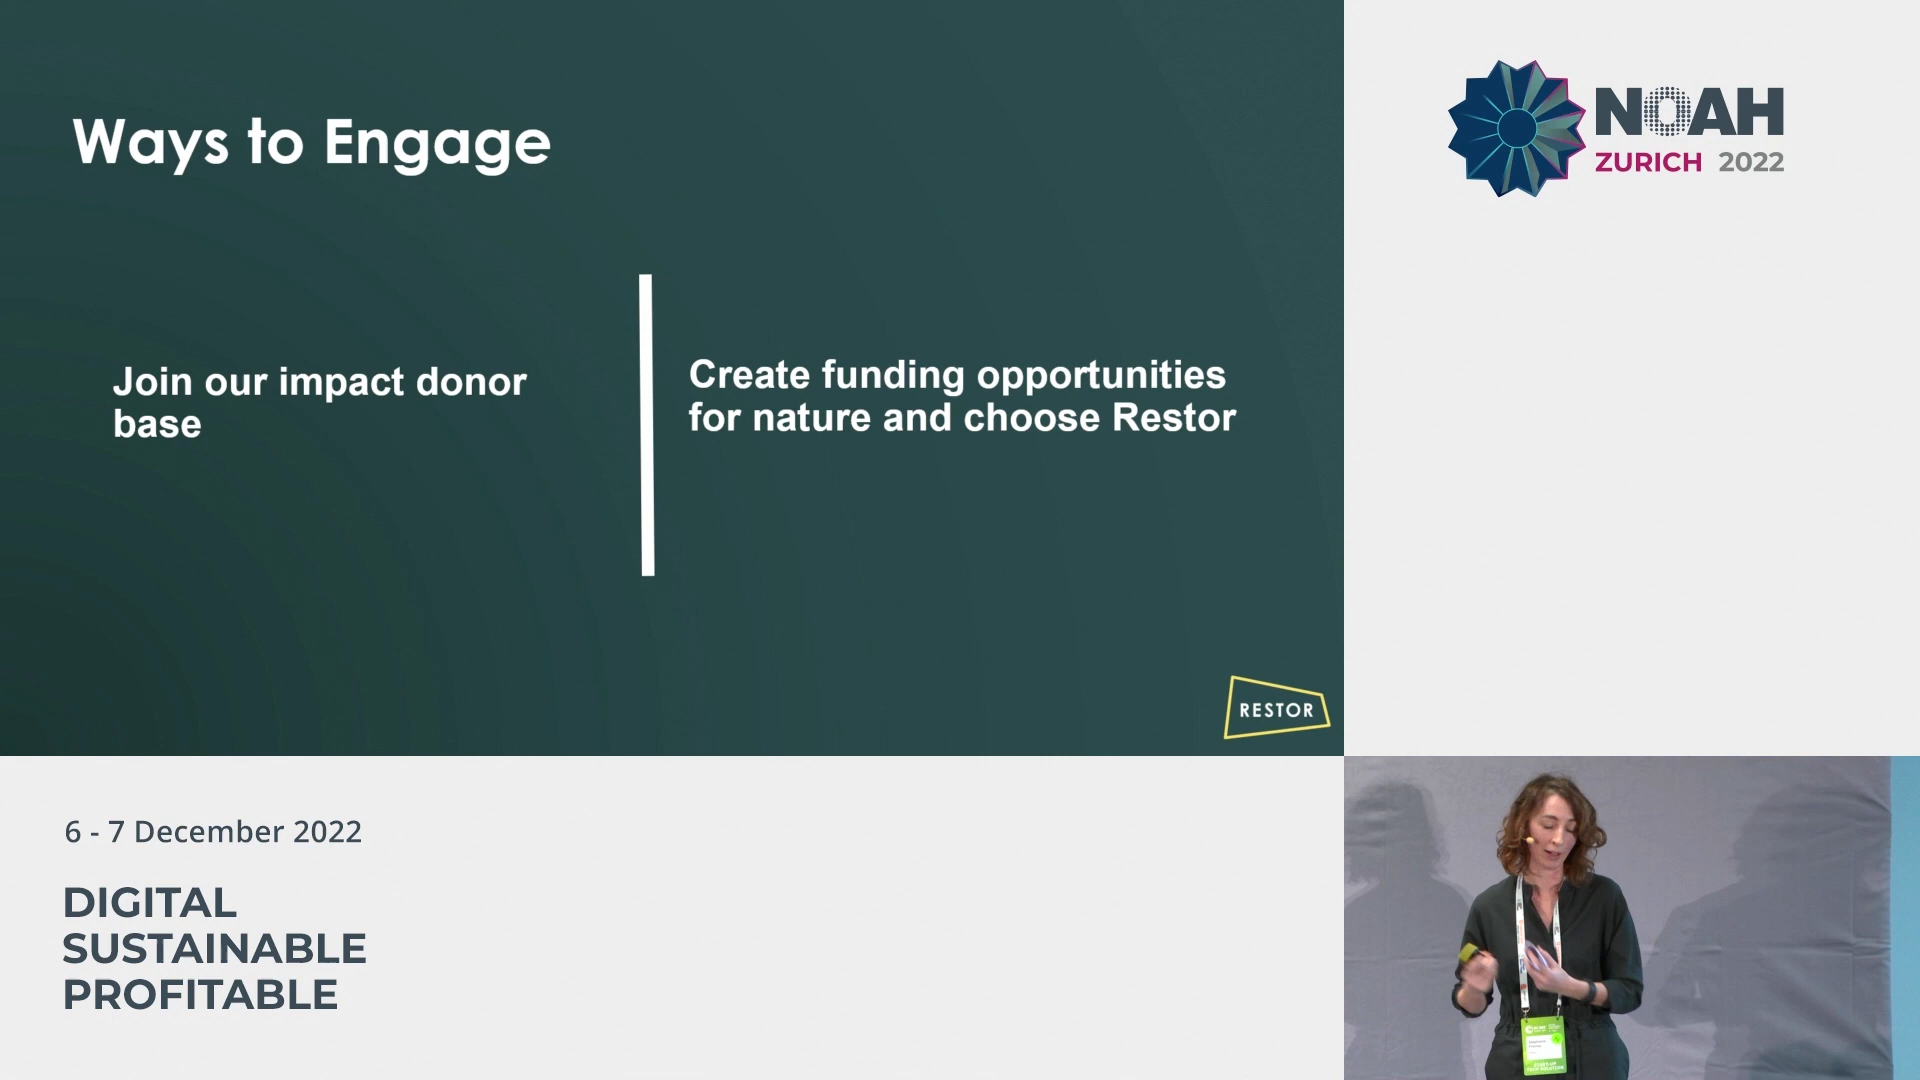 Ways to Engage
Join our impact donor
base
Create funding opportunities
for nature and choose Restor
RESTOR
NOAH
ZURICH 2022
6 - 7 December 2022
DIGITAL
SUSTAINABLE
PROFITABLE